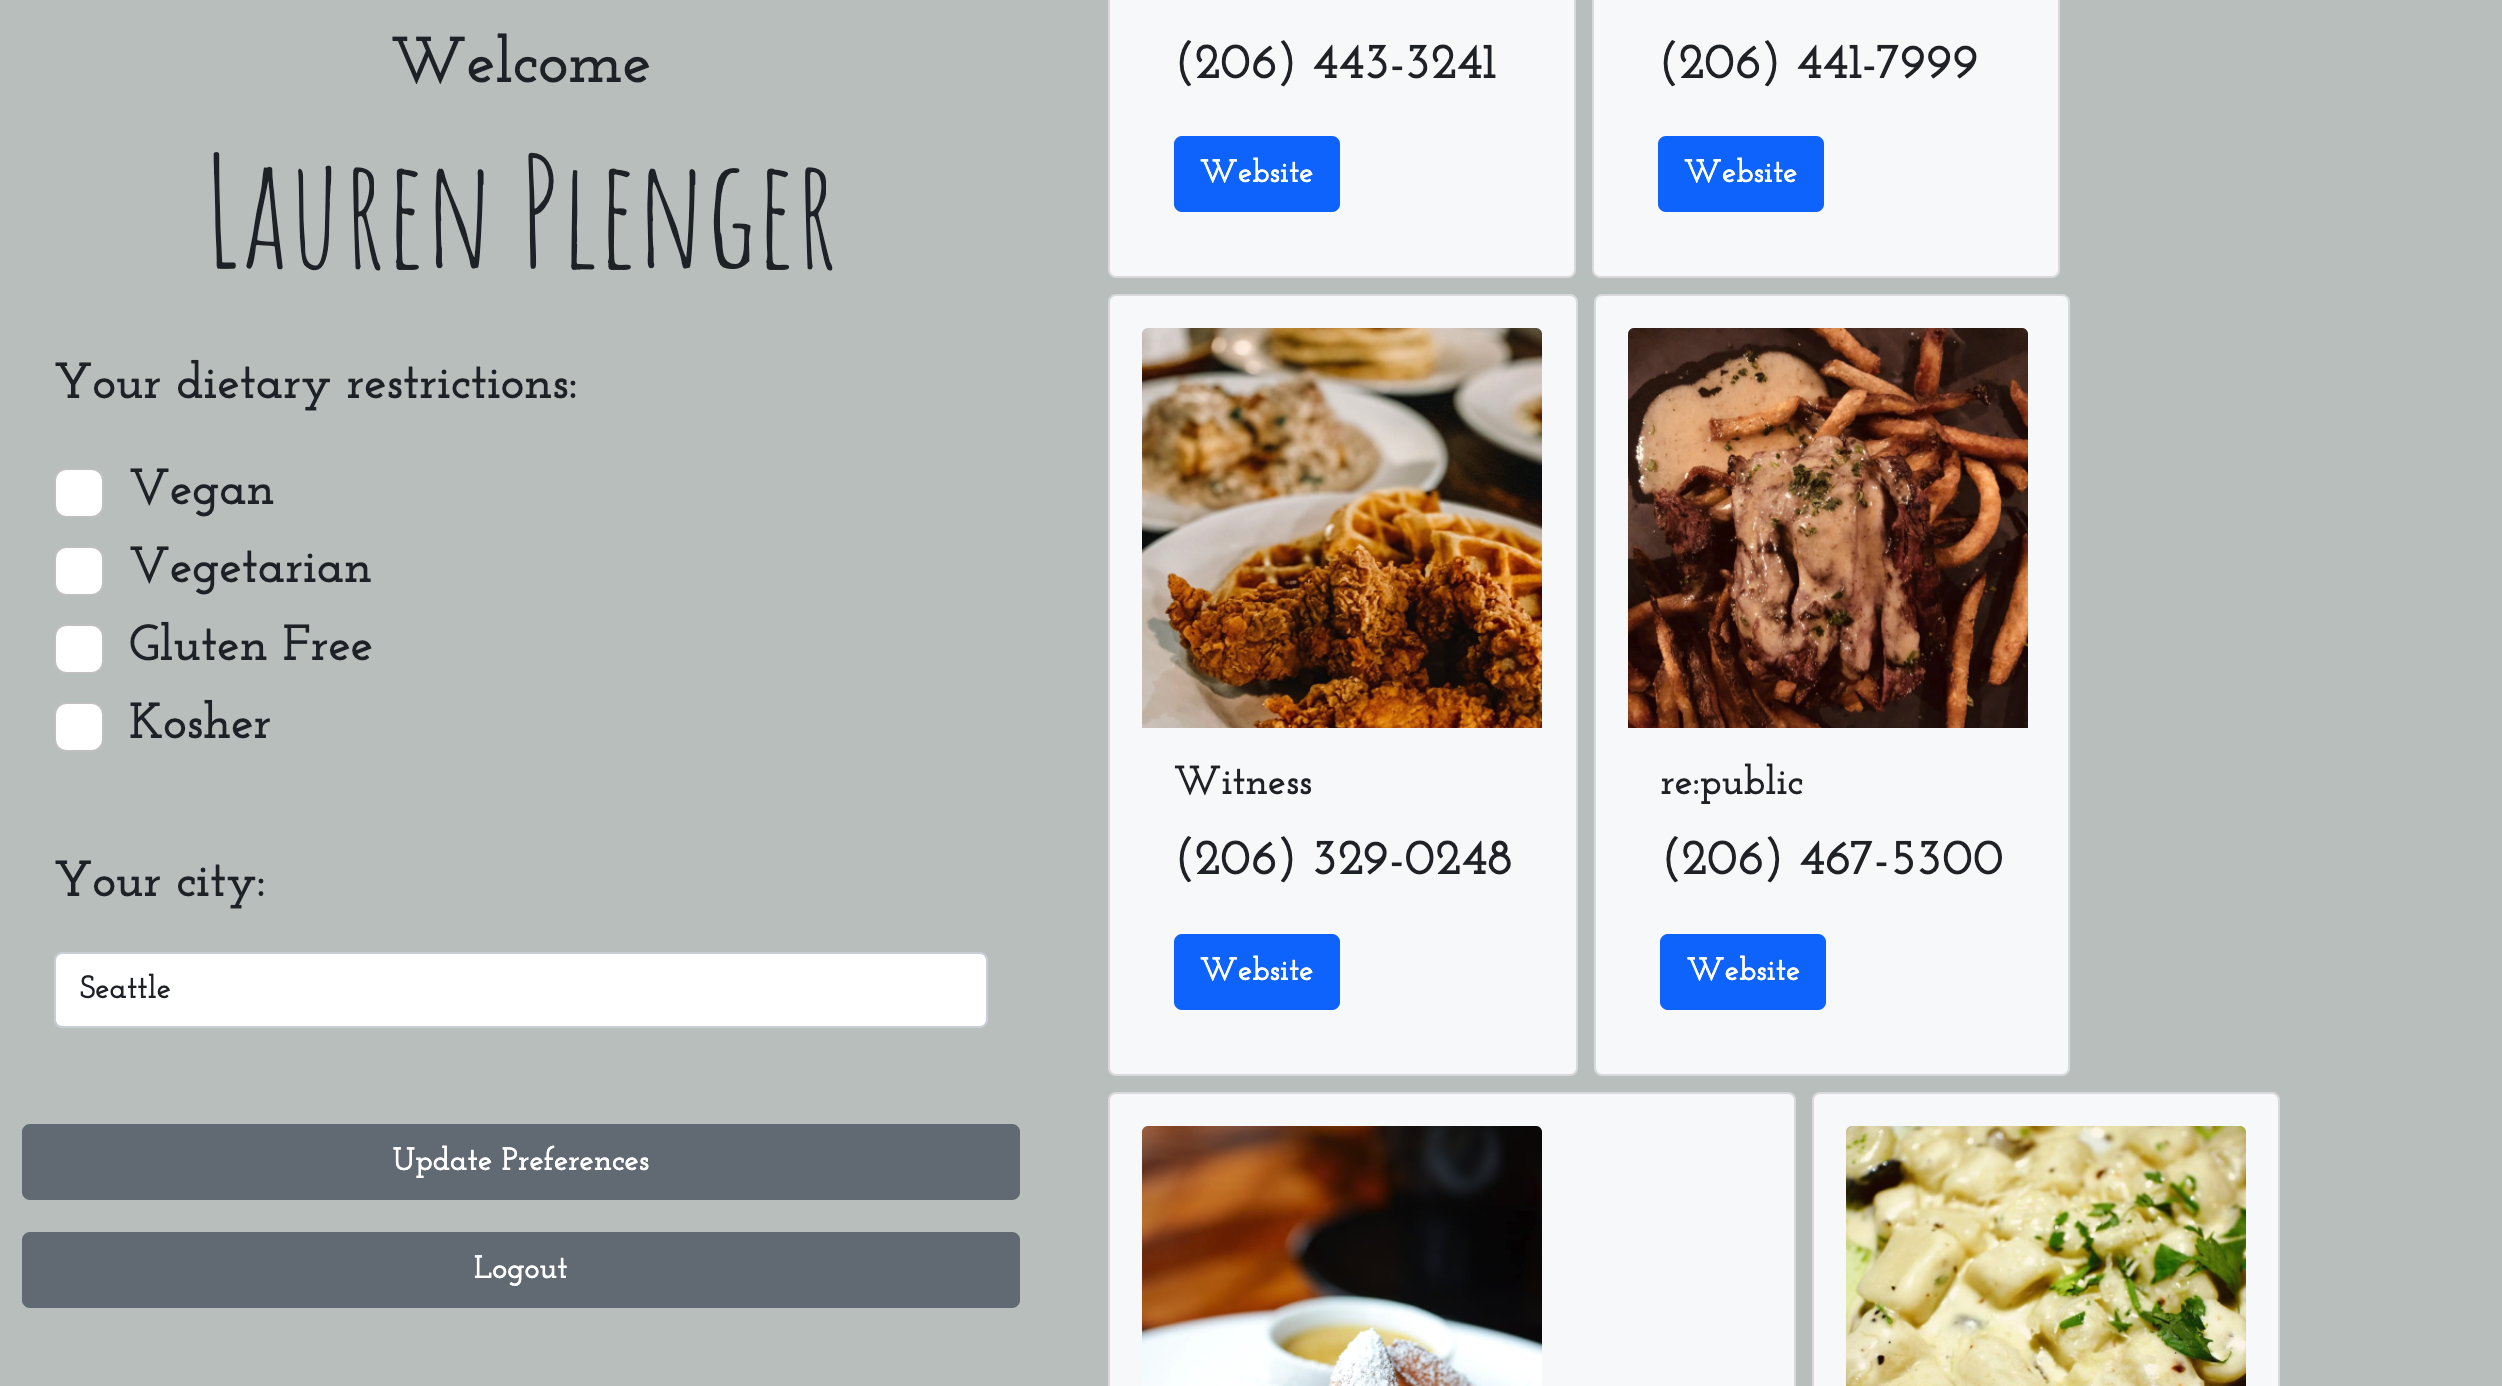 Welcome
Lauren Plenger
Your dietary restrictions:
Vegan
Vegetarian
Gluten Free
Kosher
Your city:
Seattle
Update Preferences
Logout
(206) 443-3241
Website
(206) 441-7999
Website
Witness
(206) 329-0248
Website
re:public
(206) 467-5300
Website